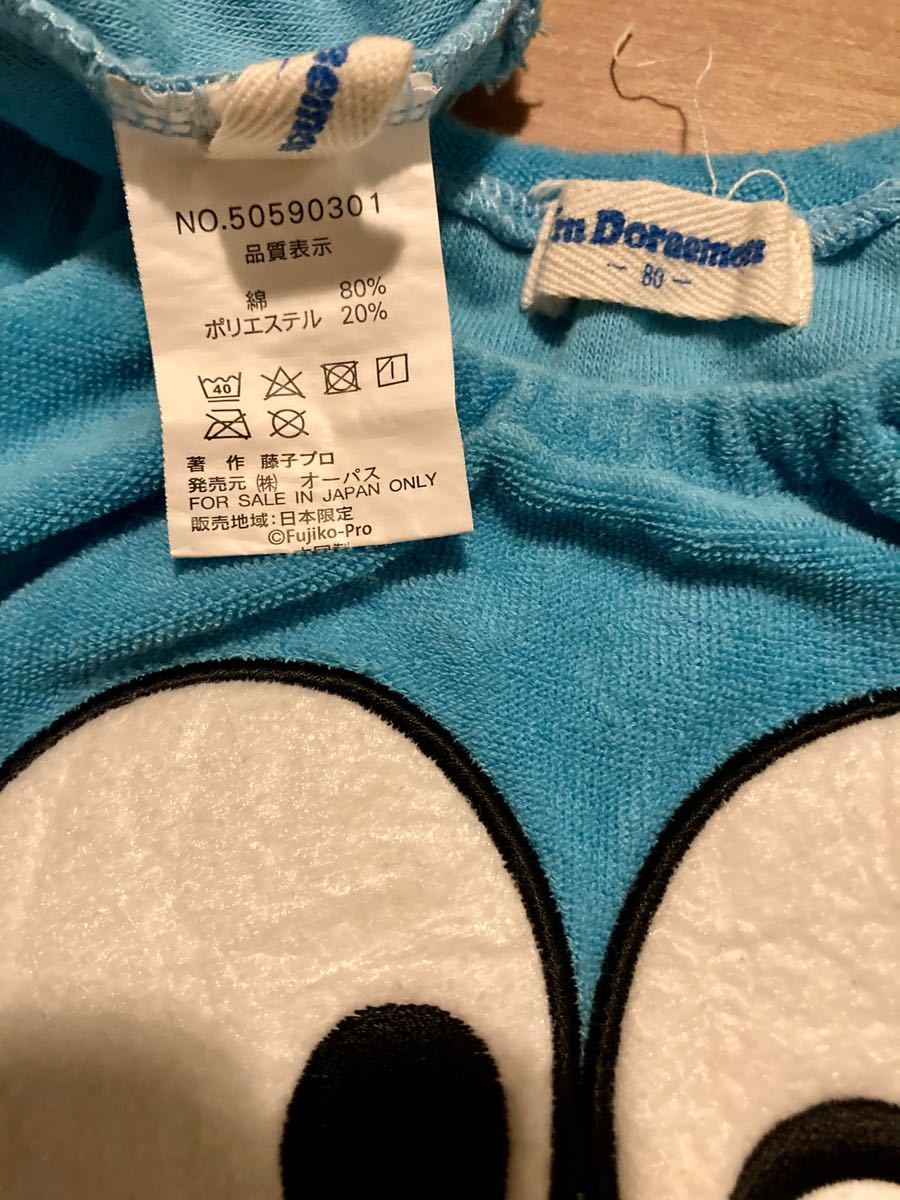 NO.50590301
品質表示
綿 80%
ポリエステル 20%
40
著 作 藤子プロ
発売元 ㈱ オーパス
FOR SALE IN JAPAN ONLY
販売地域:日本限定
©Fujiko-Pro
Doraemon
- 80 -